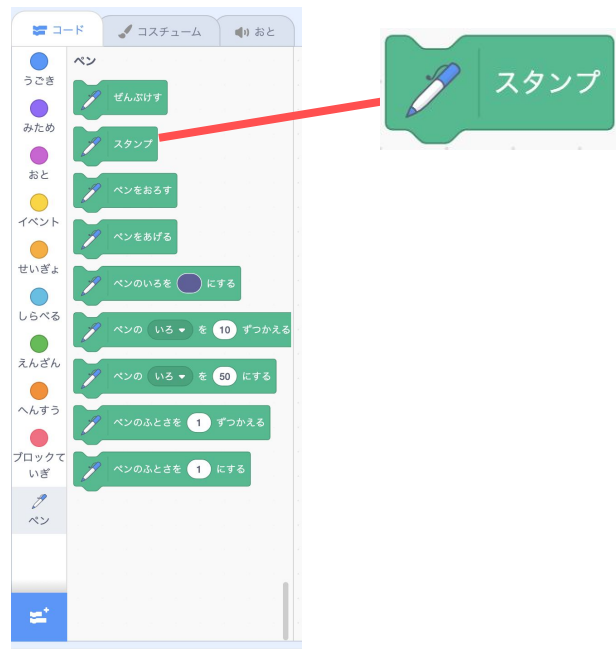 コード
コスチューム
おと
うごき
みため
おと
イベント
せいぎょ
しらべる
えんざん
へんすう
ブロックて
いぎ
ペン
ペン
ぜんぶけす
スタンプ
ペンをおろす
ペンをあげる
ペンのいろを にする
ペンの いろ を 10 ずつかえる
ペンの いろ を 50 にする
ペンのふとさを 1 ずつかえる
ペンのふとさを 1 にする
スタンプ